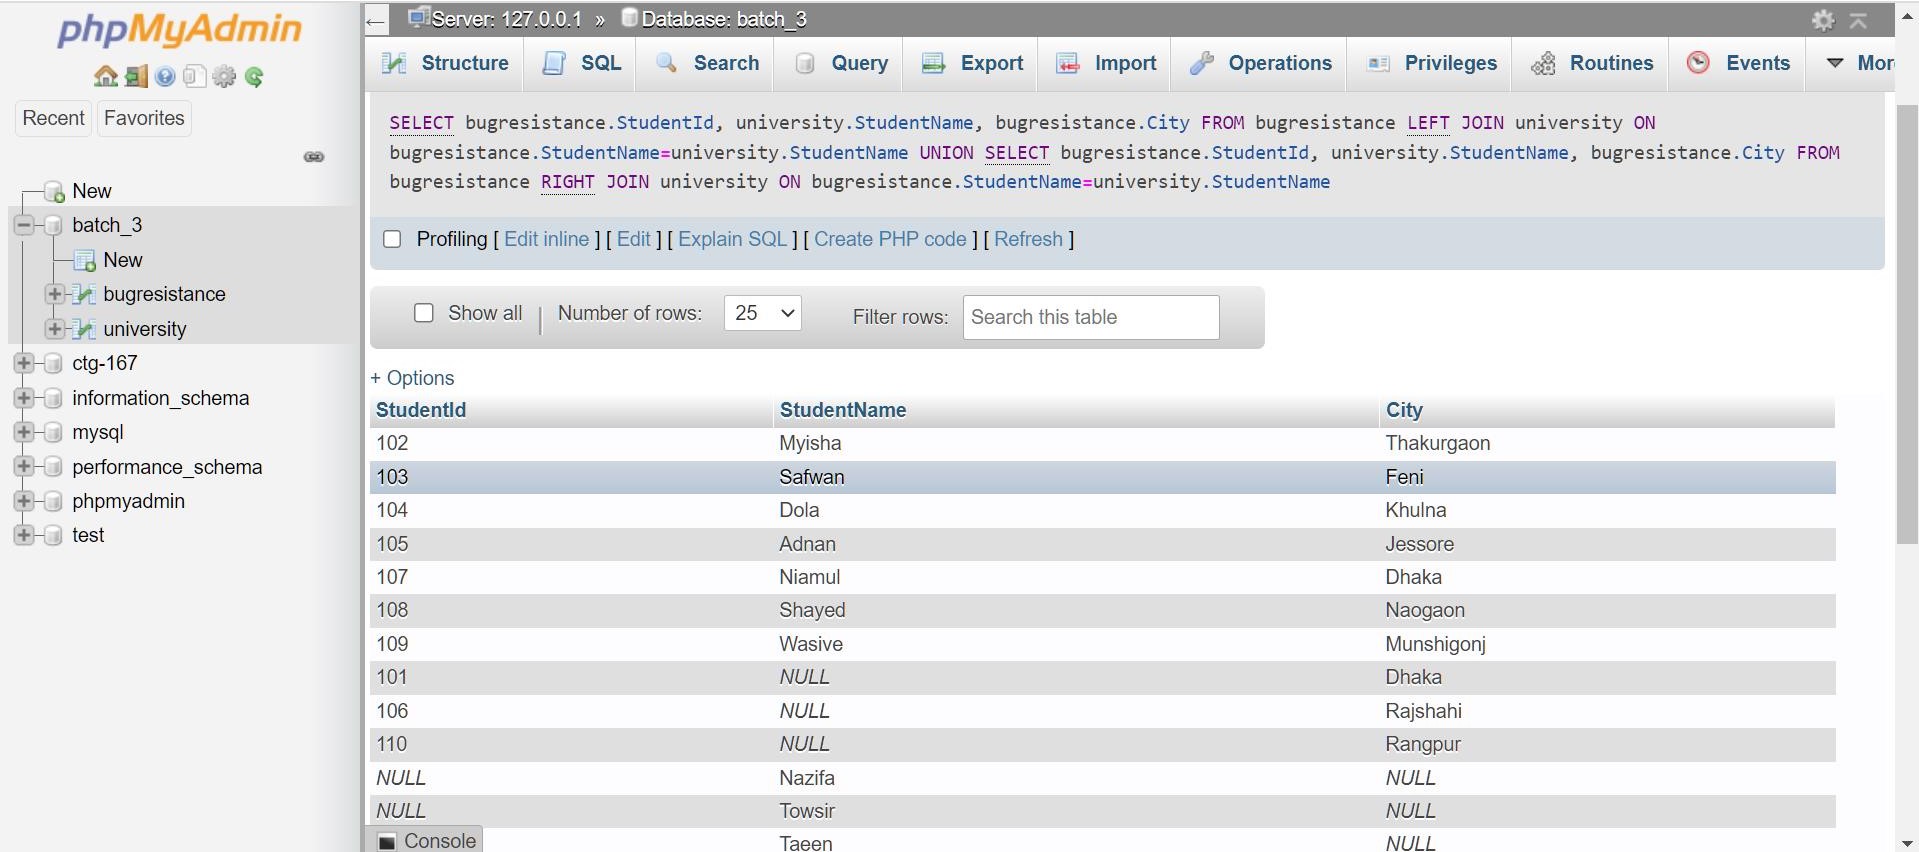 phpMyAdmin
Recent
Favorites
New
batch_3
New
bugresistance
university
ctg-167
information_schema
mysql
performance_schema
phpmyadmin
test
Server: 127.0.0.1 » Database: batch_3
Structure SQL Search Query Export Import Operations Privileges Routines Events Mor
SELECT bugresistance.StudentId, university.StudentName, bugresistance.City FROM bugresistance LEFT JOIN university ON
bugresistance.StudentName=university.StudentName UNION SELECT bugresistance.StudentId, university.StudentName, bugresistance.City FROM
bugresistance RIGHT JOIN university ON bugresistance.StudentName=university.StudentName
Profiling [ Edit inline ] [ Edit ] [ Explain SQL ] [ Create PHP code ] [ Refresh ]
Show all | Number of rows: 25 Filter rows: Search this table
+ Options
StudentId StudentName City
102 Myisha Thakurgaon
103 Safwan Feni
104 Dola Khulna
105 Adnan Jessore
107 Niamul Dhaka
108 Shayed Naogaon
109 Wasive Munshigonj
101 NULL Dhaka
106 NULL Rajshahi
110 NULL Rangpur
NULL Nazifa NULL
NULL Towsir NULL
Taeen NULL
Console